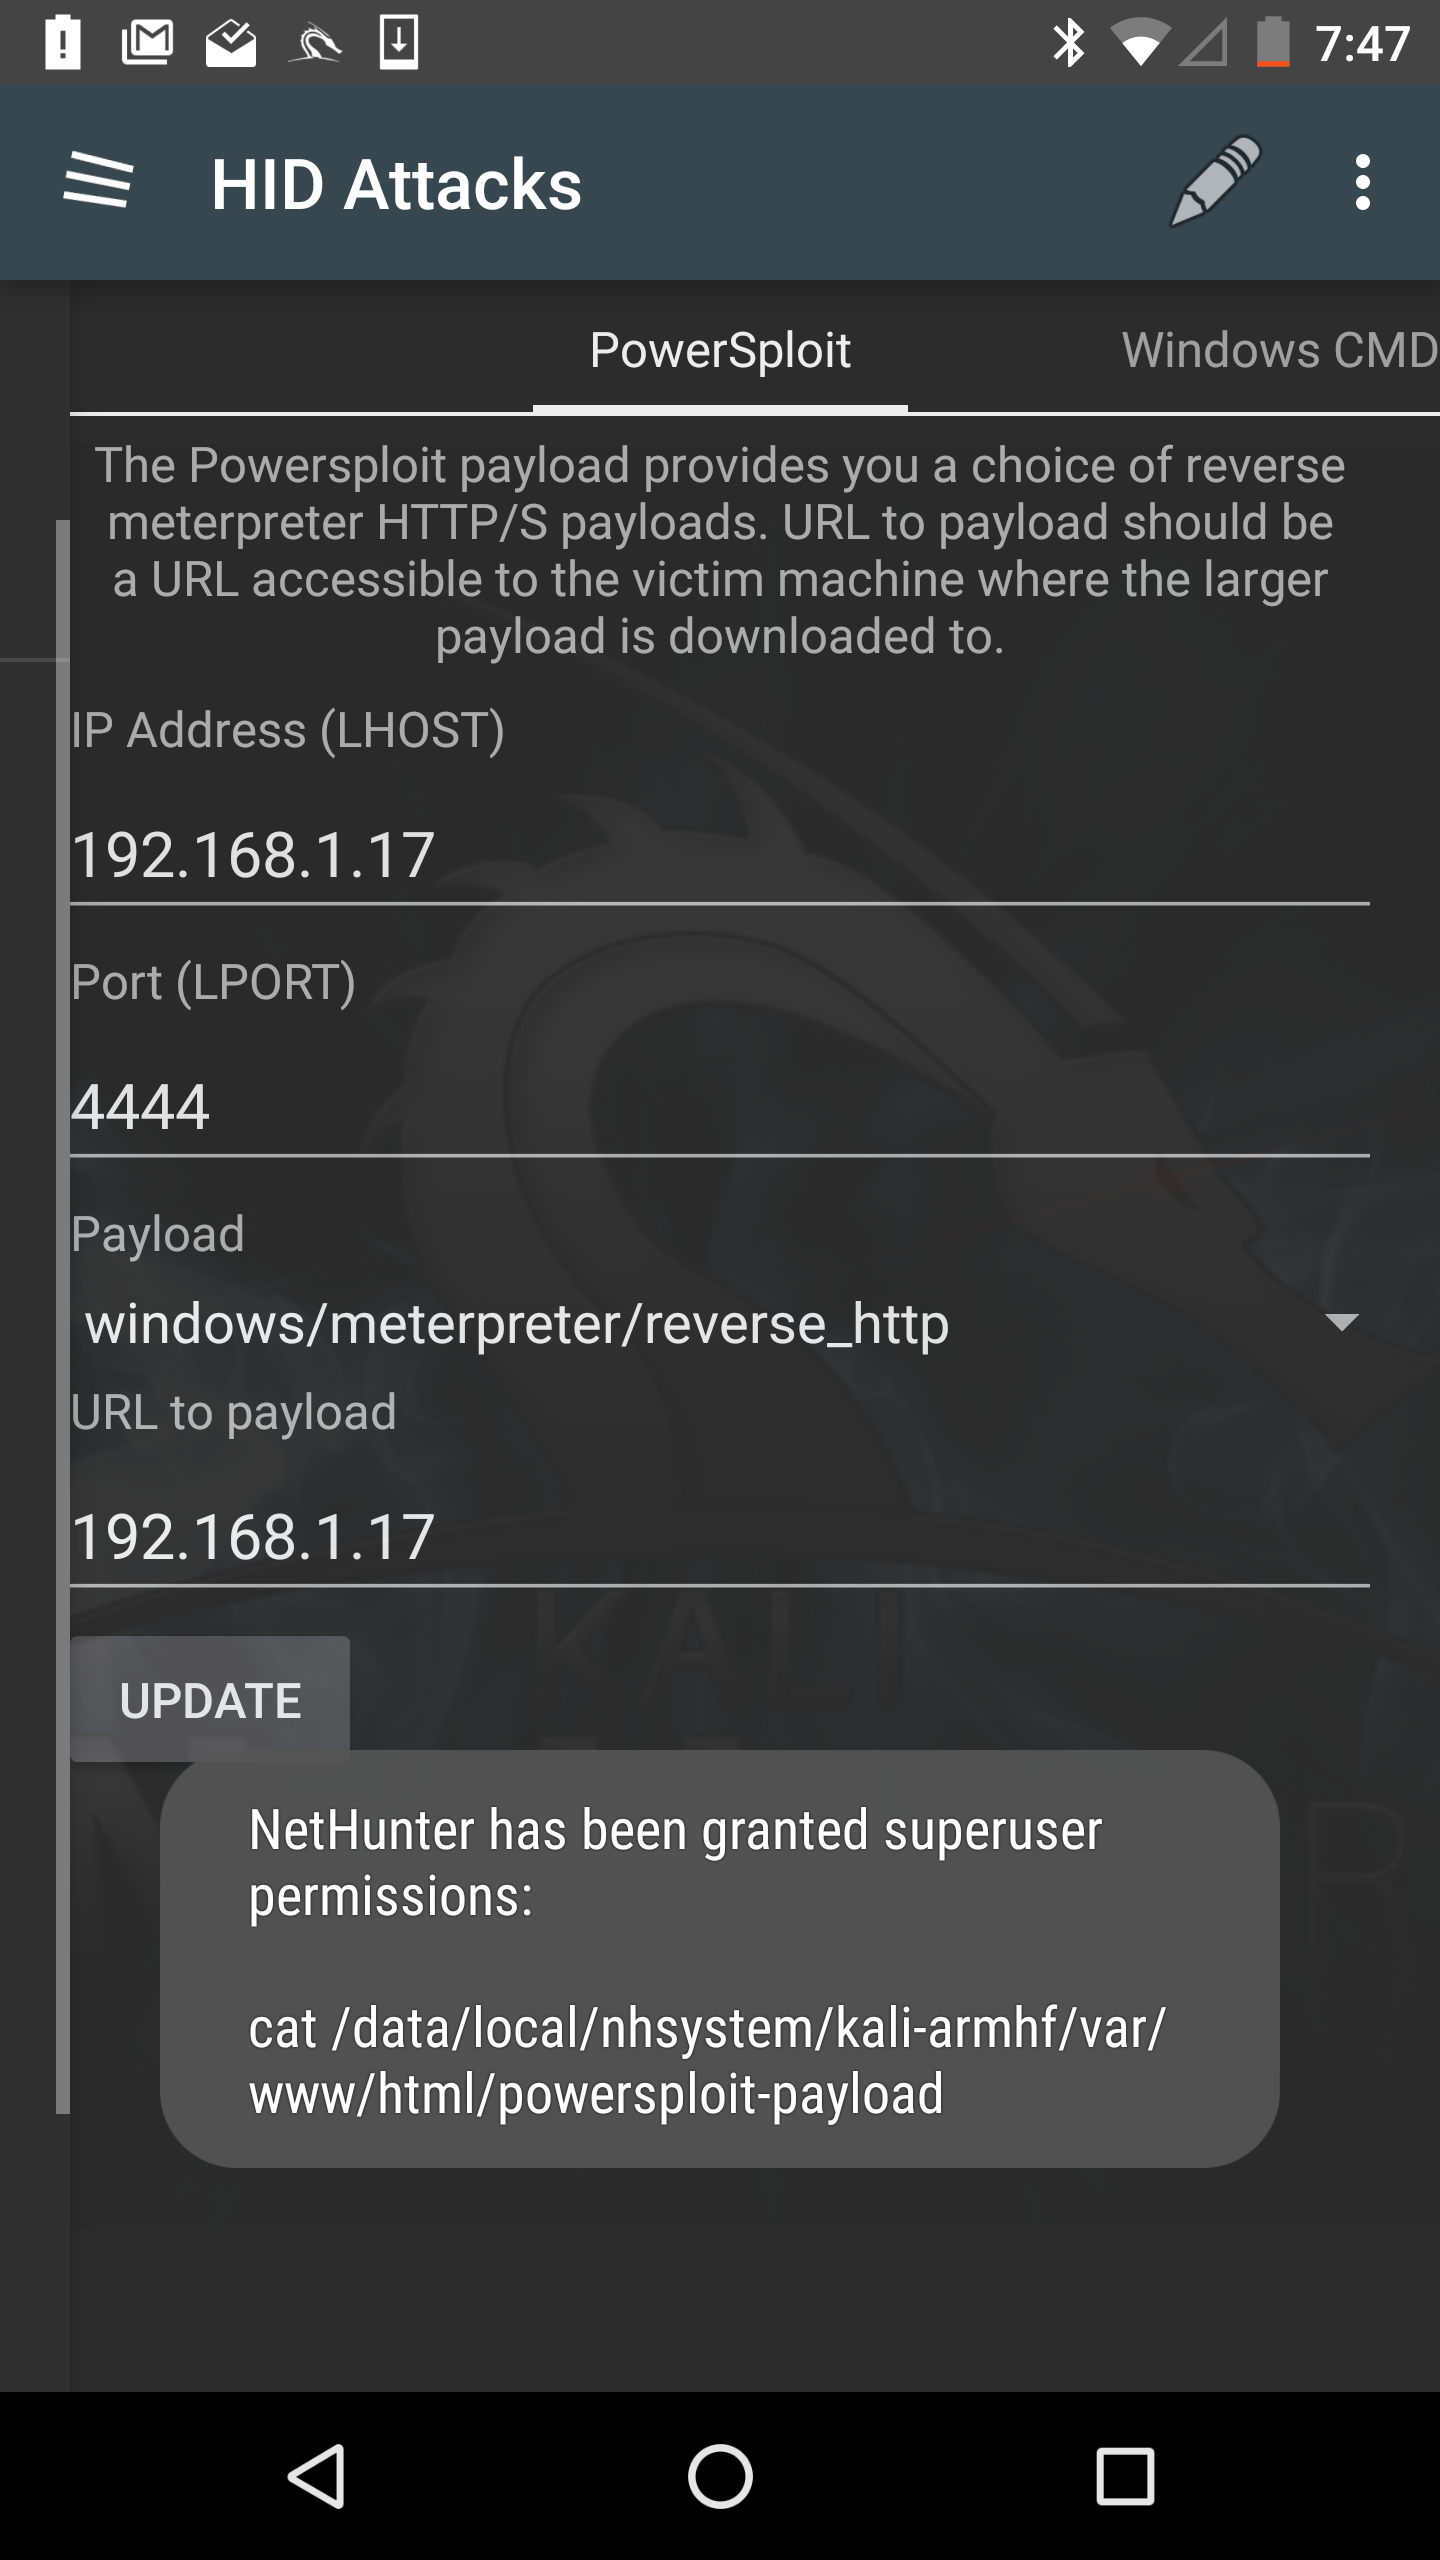 7:47
HID Attacks
PowerSploit
Windows CMD
The Powersploit payload provides you a choice of reverse
meterpreter HTTP/S payloads. URL to payload should be
a URL accessible to the victim machine where the larger
payload is downloaded to.
IP Address (LHOST)
192.168.1.17
Port (LPORT)
4444
Payload
windows/meterpreter/reverse_http
URL to payload
192.168.1.17
KALI
UPDATE
NetHunter has been granted superuser
permissions:
cat /data/local/nhsystem/kali-armhf/var/
www/html/powersploit-payload